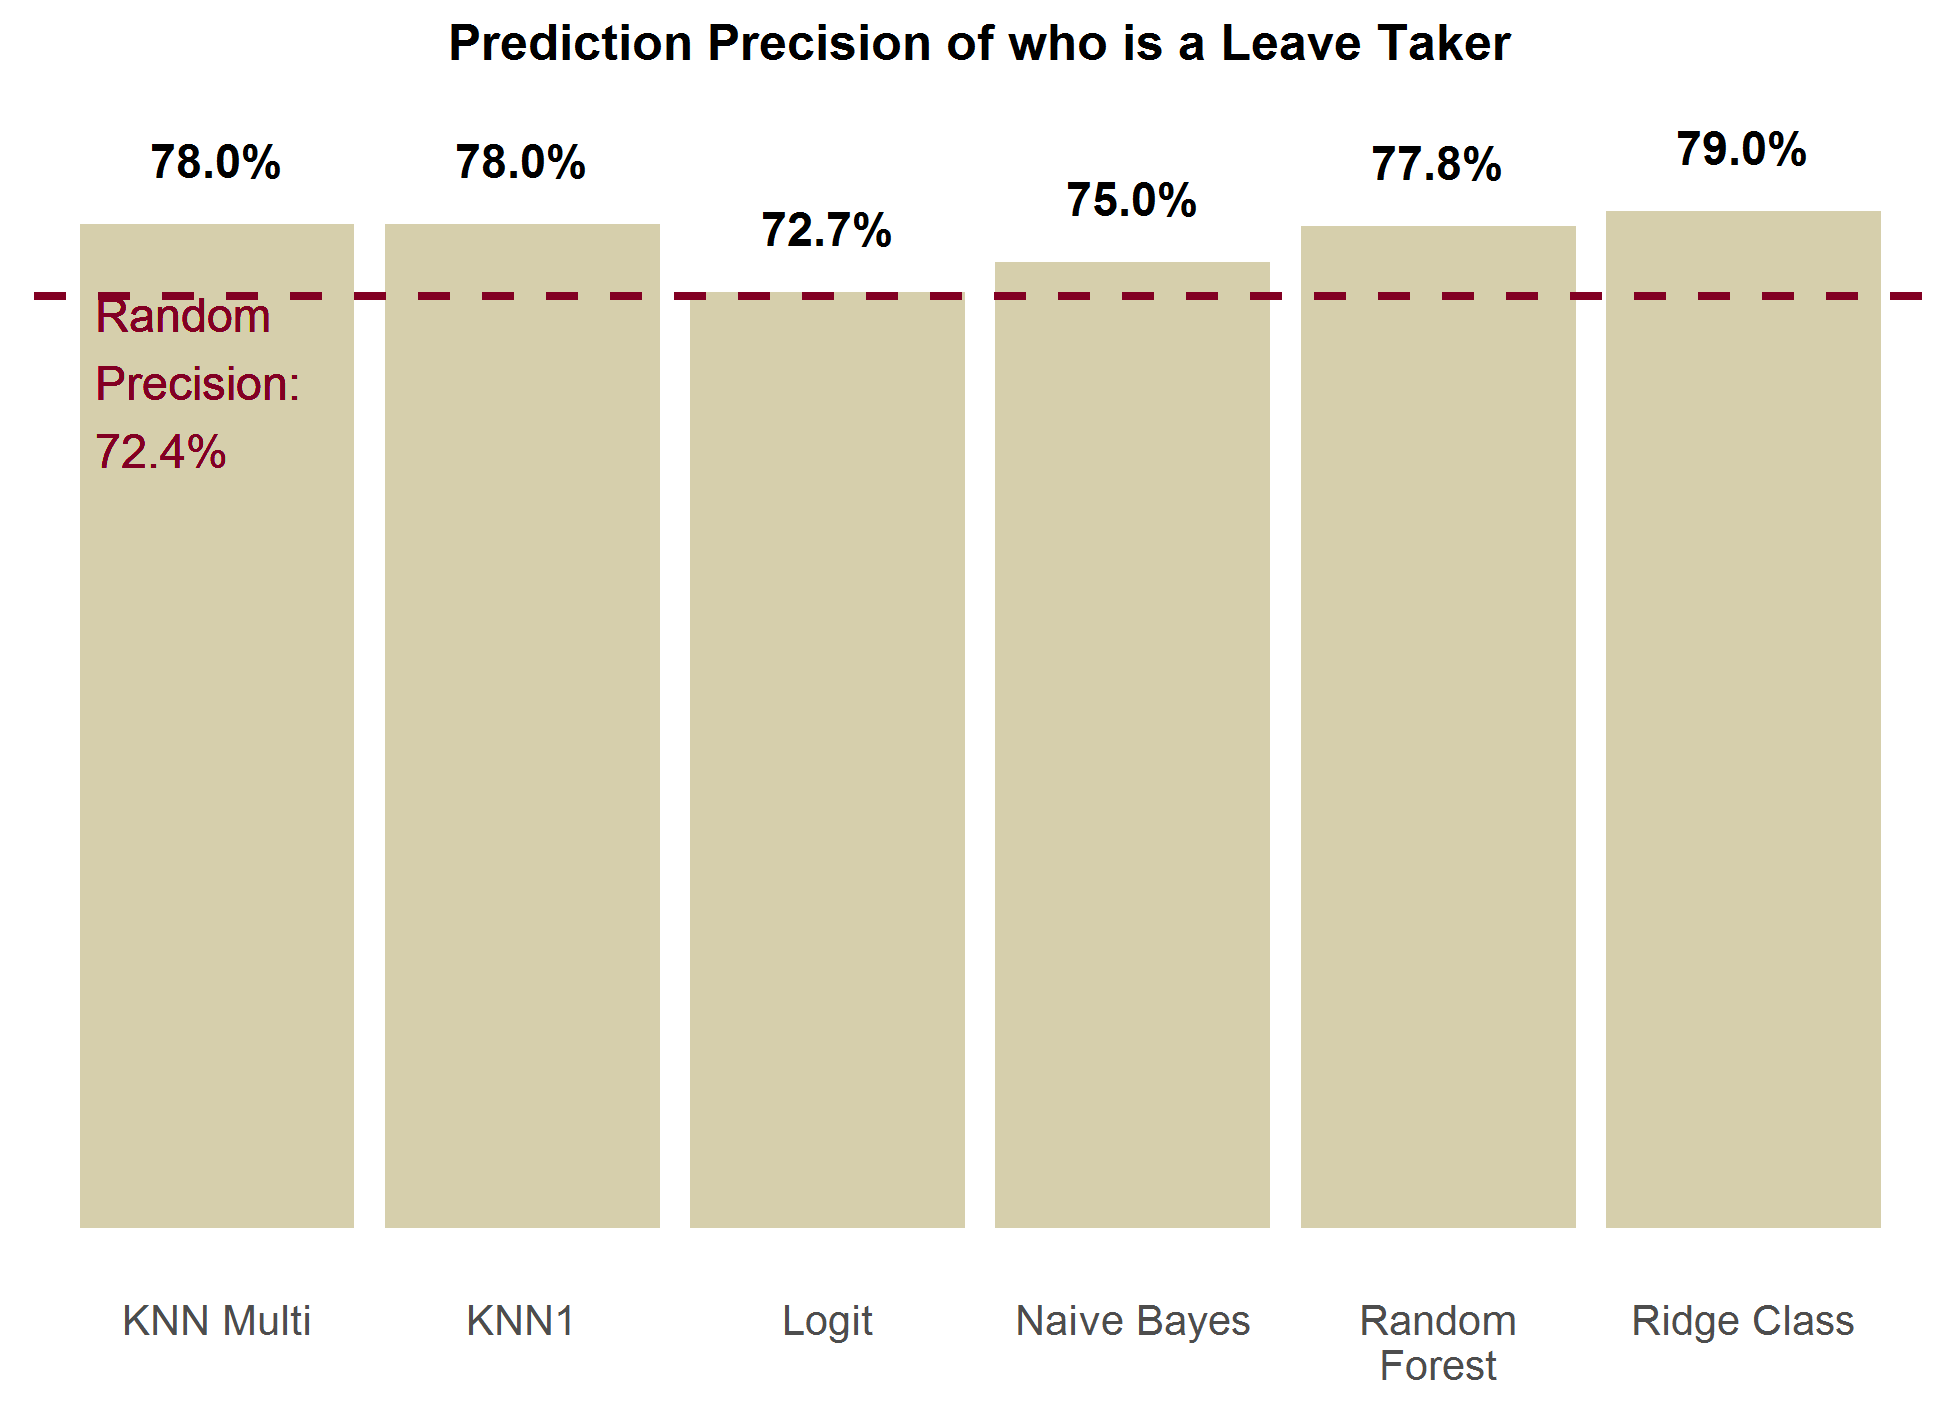 Prediction Precision of who is a Leave Taker
78.0%
78.0%
72.7%
75.0%
77.8%
79.0%
Random
Precision:
72.4%
KNN Multi
KNN1
Logit
Naive Bayes
Random
Forest
Ridge Class